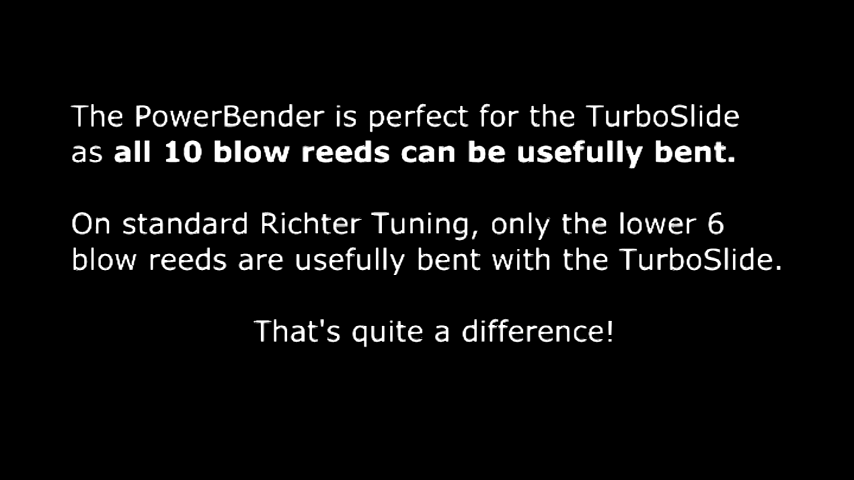 The PowerBender is perfect for the TurboSlide
as all 10 blow reeds can be usefully bent.
On standard Richter Tuning, only the lower 6
blow reeds are usefully bent with the TurboSlide.
That's quite a difference!